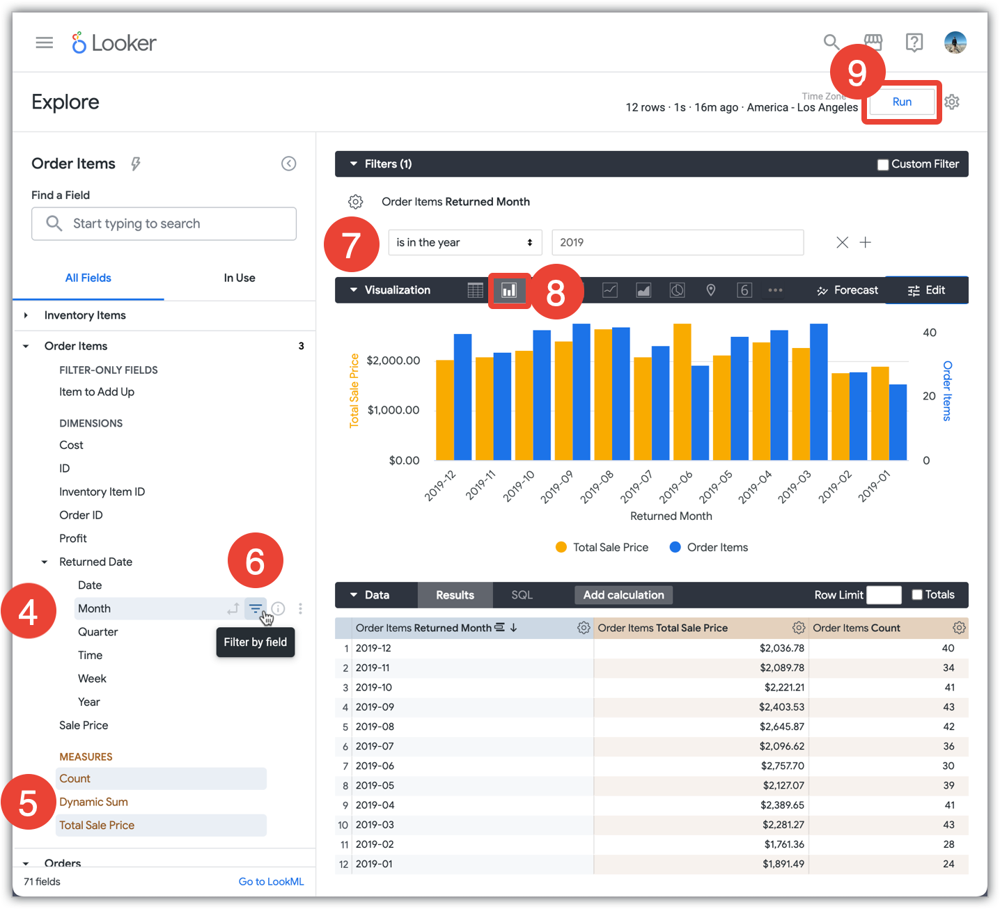 Looker
9
Explore
Time Zone
12 rows · 1s · 16m ago · America - Los Angeles
Run
Order Items
Find a Field
Start typing to search
All Fields
In Use
Inventory Items
Order Items
3
FILTER-ONLY FIELDS
Item to Add Up
DIMENSIONS
Cost
ID
Inventory Item ID
Order ID
Profit
6
Returned Date
Date
4
Month
Filter by field
Quarter
Time
Week
Year
Sale Price
MEASURES
Count
5
Dynamic Sum
Total Sale Price
Orders
71 fields
Go to LookML
Filters (1)
Custom Filter
Order Items Returned Month
7
is in the year
2019
Visualization
8
6
Forecast
Edit
Total Sale Price
$2,000.00
$1,000.00
$0.00
40
20
0
Order Items
2019-12
2019-11
2019-10
2019-09
2019-08
2019-07
2019-06
2019-05
2019-04
2019-03
2019-02
2019-01
Returned Month
Total Sale Price
Order Items
Data
Results
SQL
Add calculation
Row Limit
Totals
Order Items Returned Month
Order Items Total Sale Price
Order Items Count
1 2019-12 $2,036.78 40
2 2019-11 $2,089.78 34
3 2019-10 $2,221.21 41
4 2019-09 $2,403.53 43
5 2019-08 $2,645.87 42
6 2019-07 $2,096.62 36
7 2019-06 $2,757.70 30
8 2019-05 $2,127.07 39
9 2019-04 $2,389.65 41
10 2019-03 $2,281.27 43
11 2019-02 $1,761.36 28
12 2019-01 $1,891.49 24